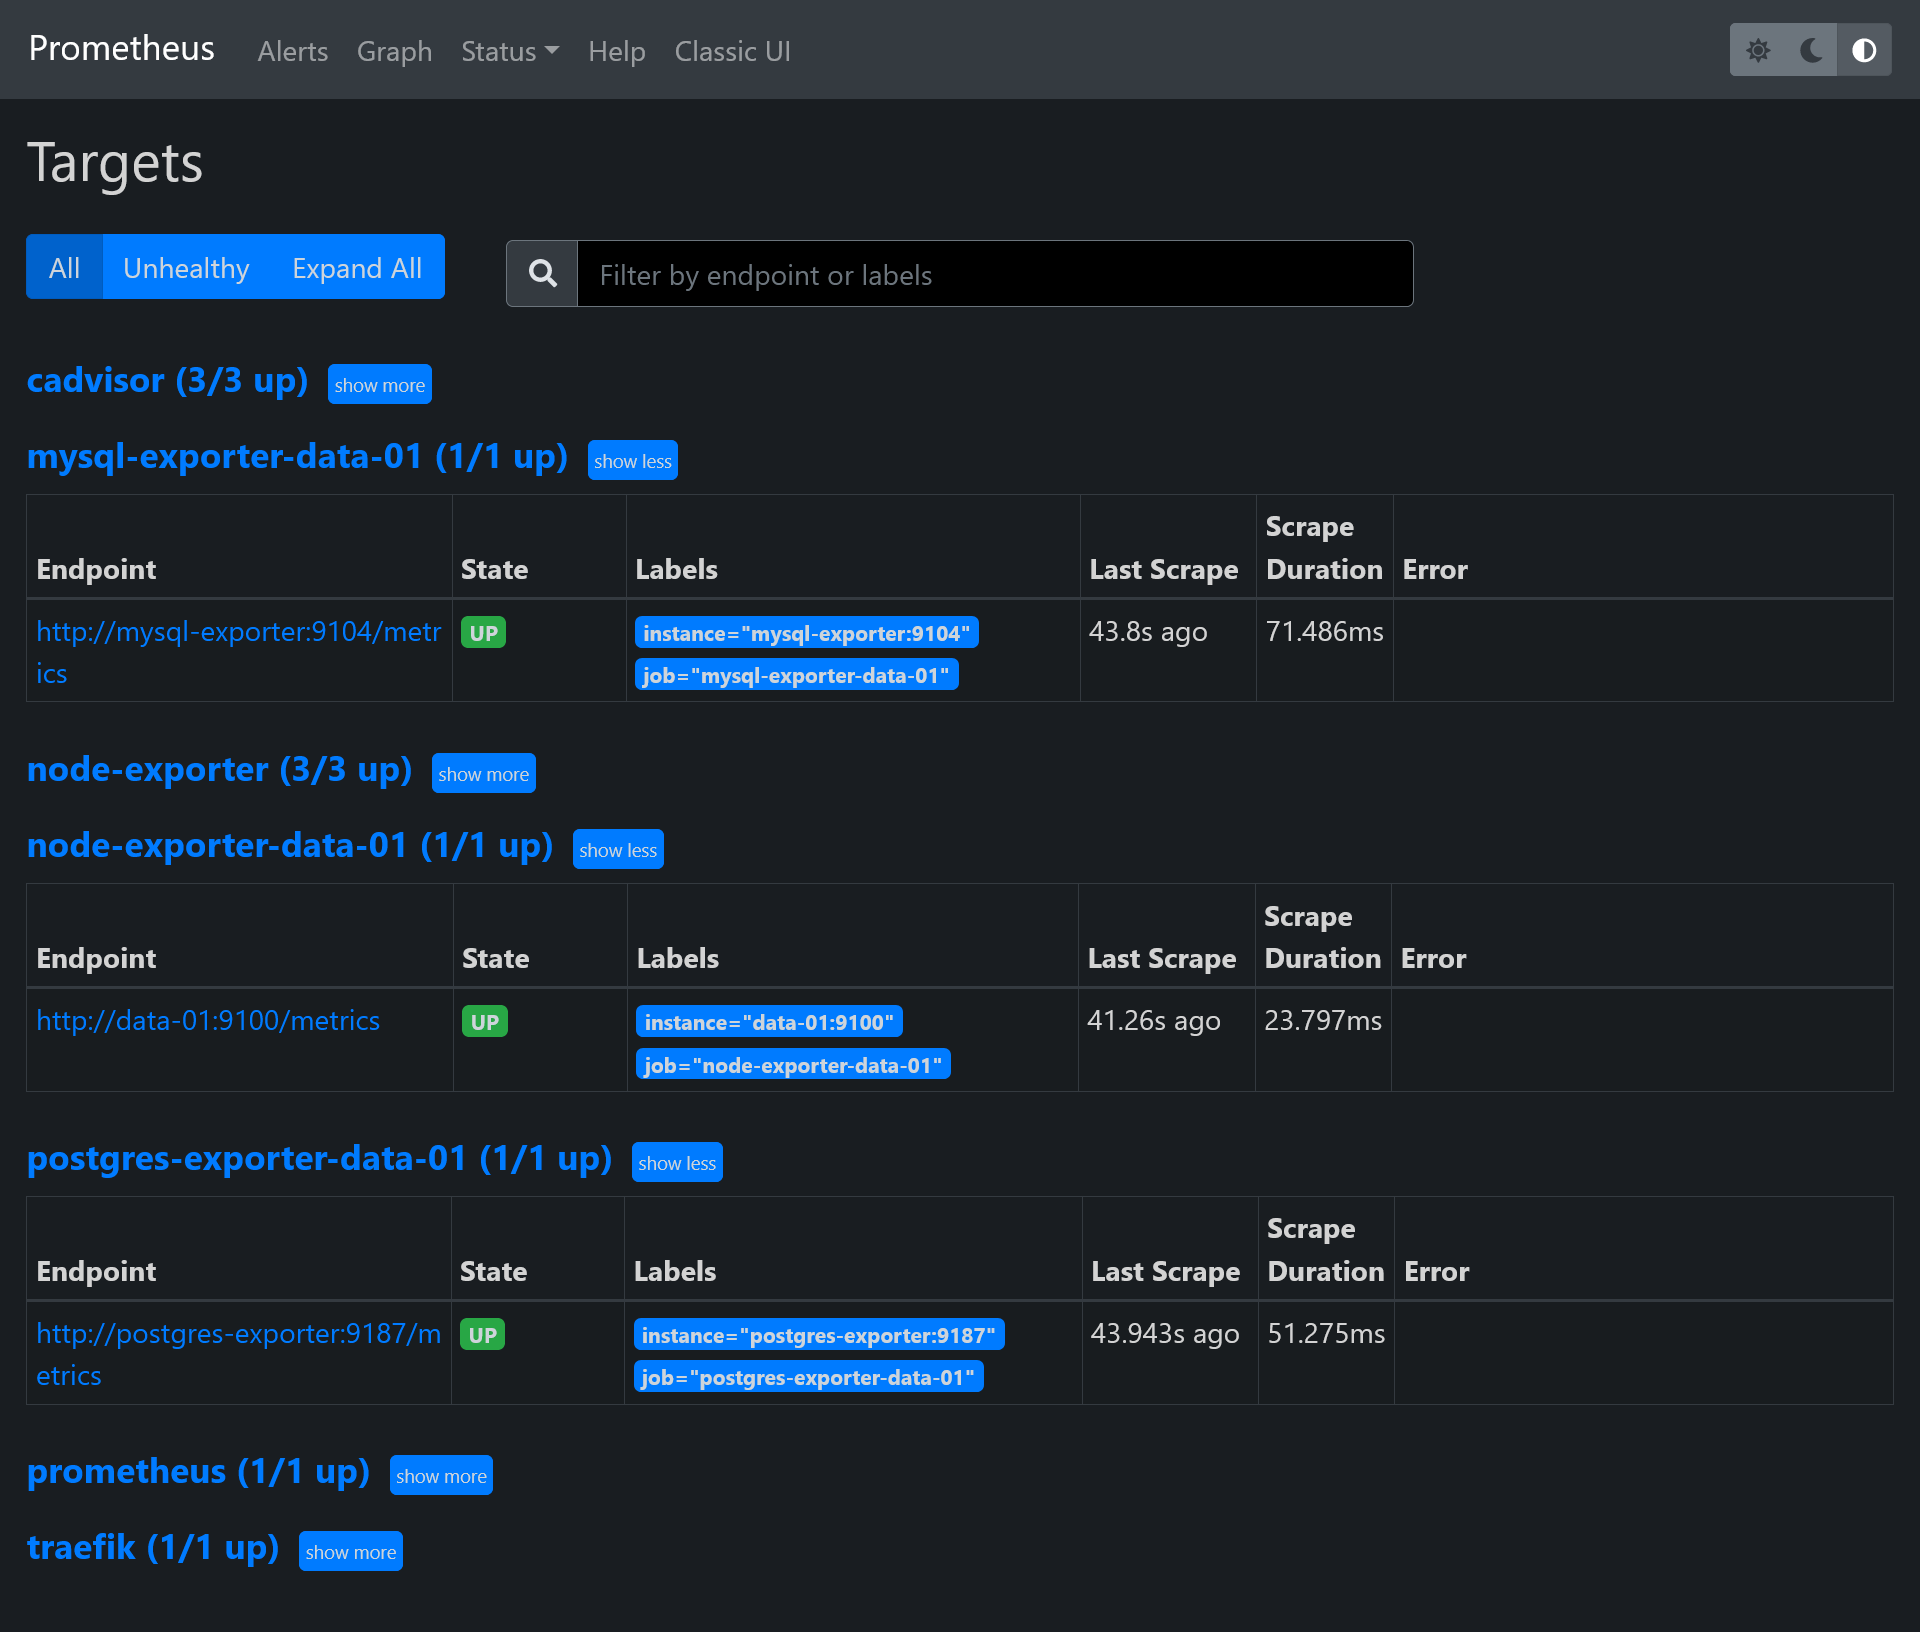 Prometheus Alerts Graph Status Help Classic UI
Targets
All Unhealthy Expand All Filter by endpoint or labels
cadvisor (3/3 up) show more
mysql-exporter-data-01 (1/1 up) show less
Endpoint State Labels Last Scrape Scrape Duration Error
http://mysql-exporter:9104/metr
ics
UP
instance="mysql-exporter:9104"
job="mysql-exporter-data-01"
43.8s ago 71.486ms
node-exporter (3/3 up) show more
node-exporter-data-01 (1/1 up) show less
Endpoint State Labels Last Scrape Scrape Duration Error
http://data-01:9100/metrics
UP
instance="data-01:9100"
job="node-exporter-data-01"
41.26s ago 23.797ms
postgres-exporter-data-01 (1/1 up) show less
Endpoint State Labels Last Scrape Scrape Duration Error
http://postgres-exporter:9187/m
etrics
UP
instance="postgres-exporter:9187"
job="postgres-exporter-data-01"
43.943s ago 51.275ms
prometheus (1/1 up) show more
traefik (1/1 up) show more